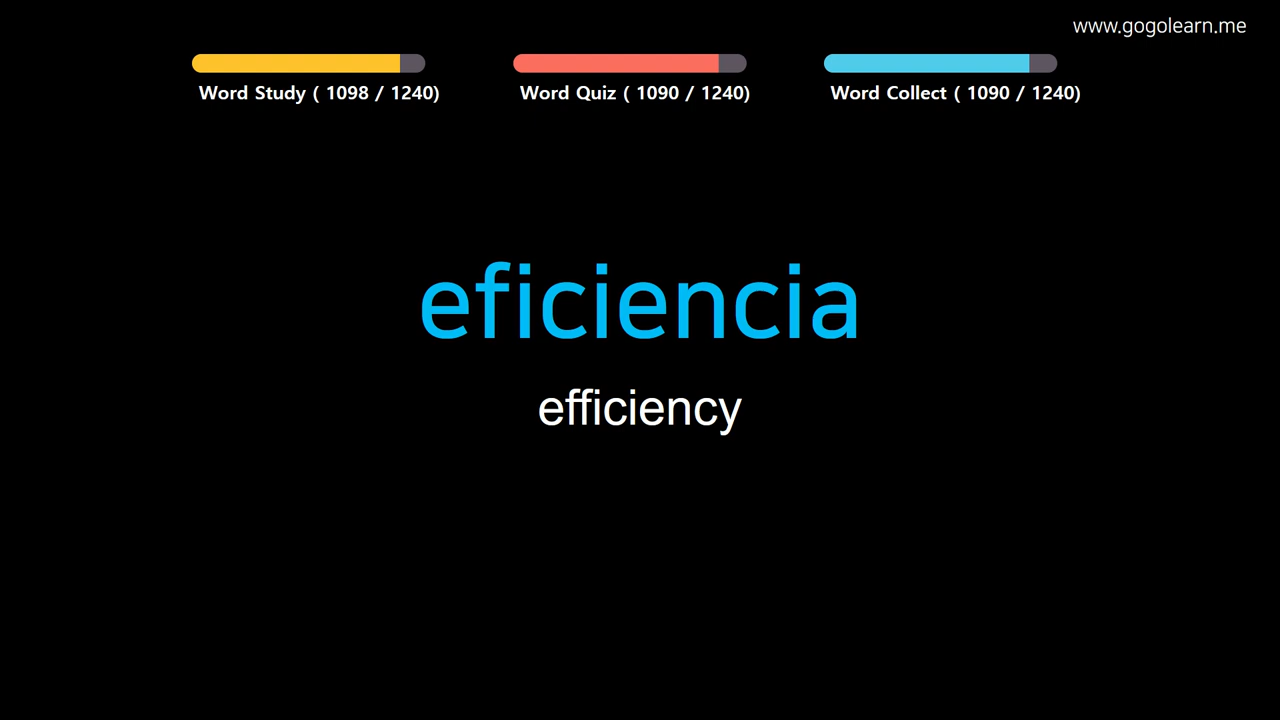 www.gogolearn.me
Word Study ( 1098 / 1240)
Word Quiz ( 1090 / 1240)
Word Collect ( 1090 / 1240)
eficiencia
efficiency